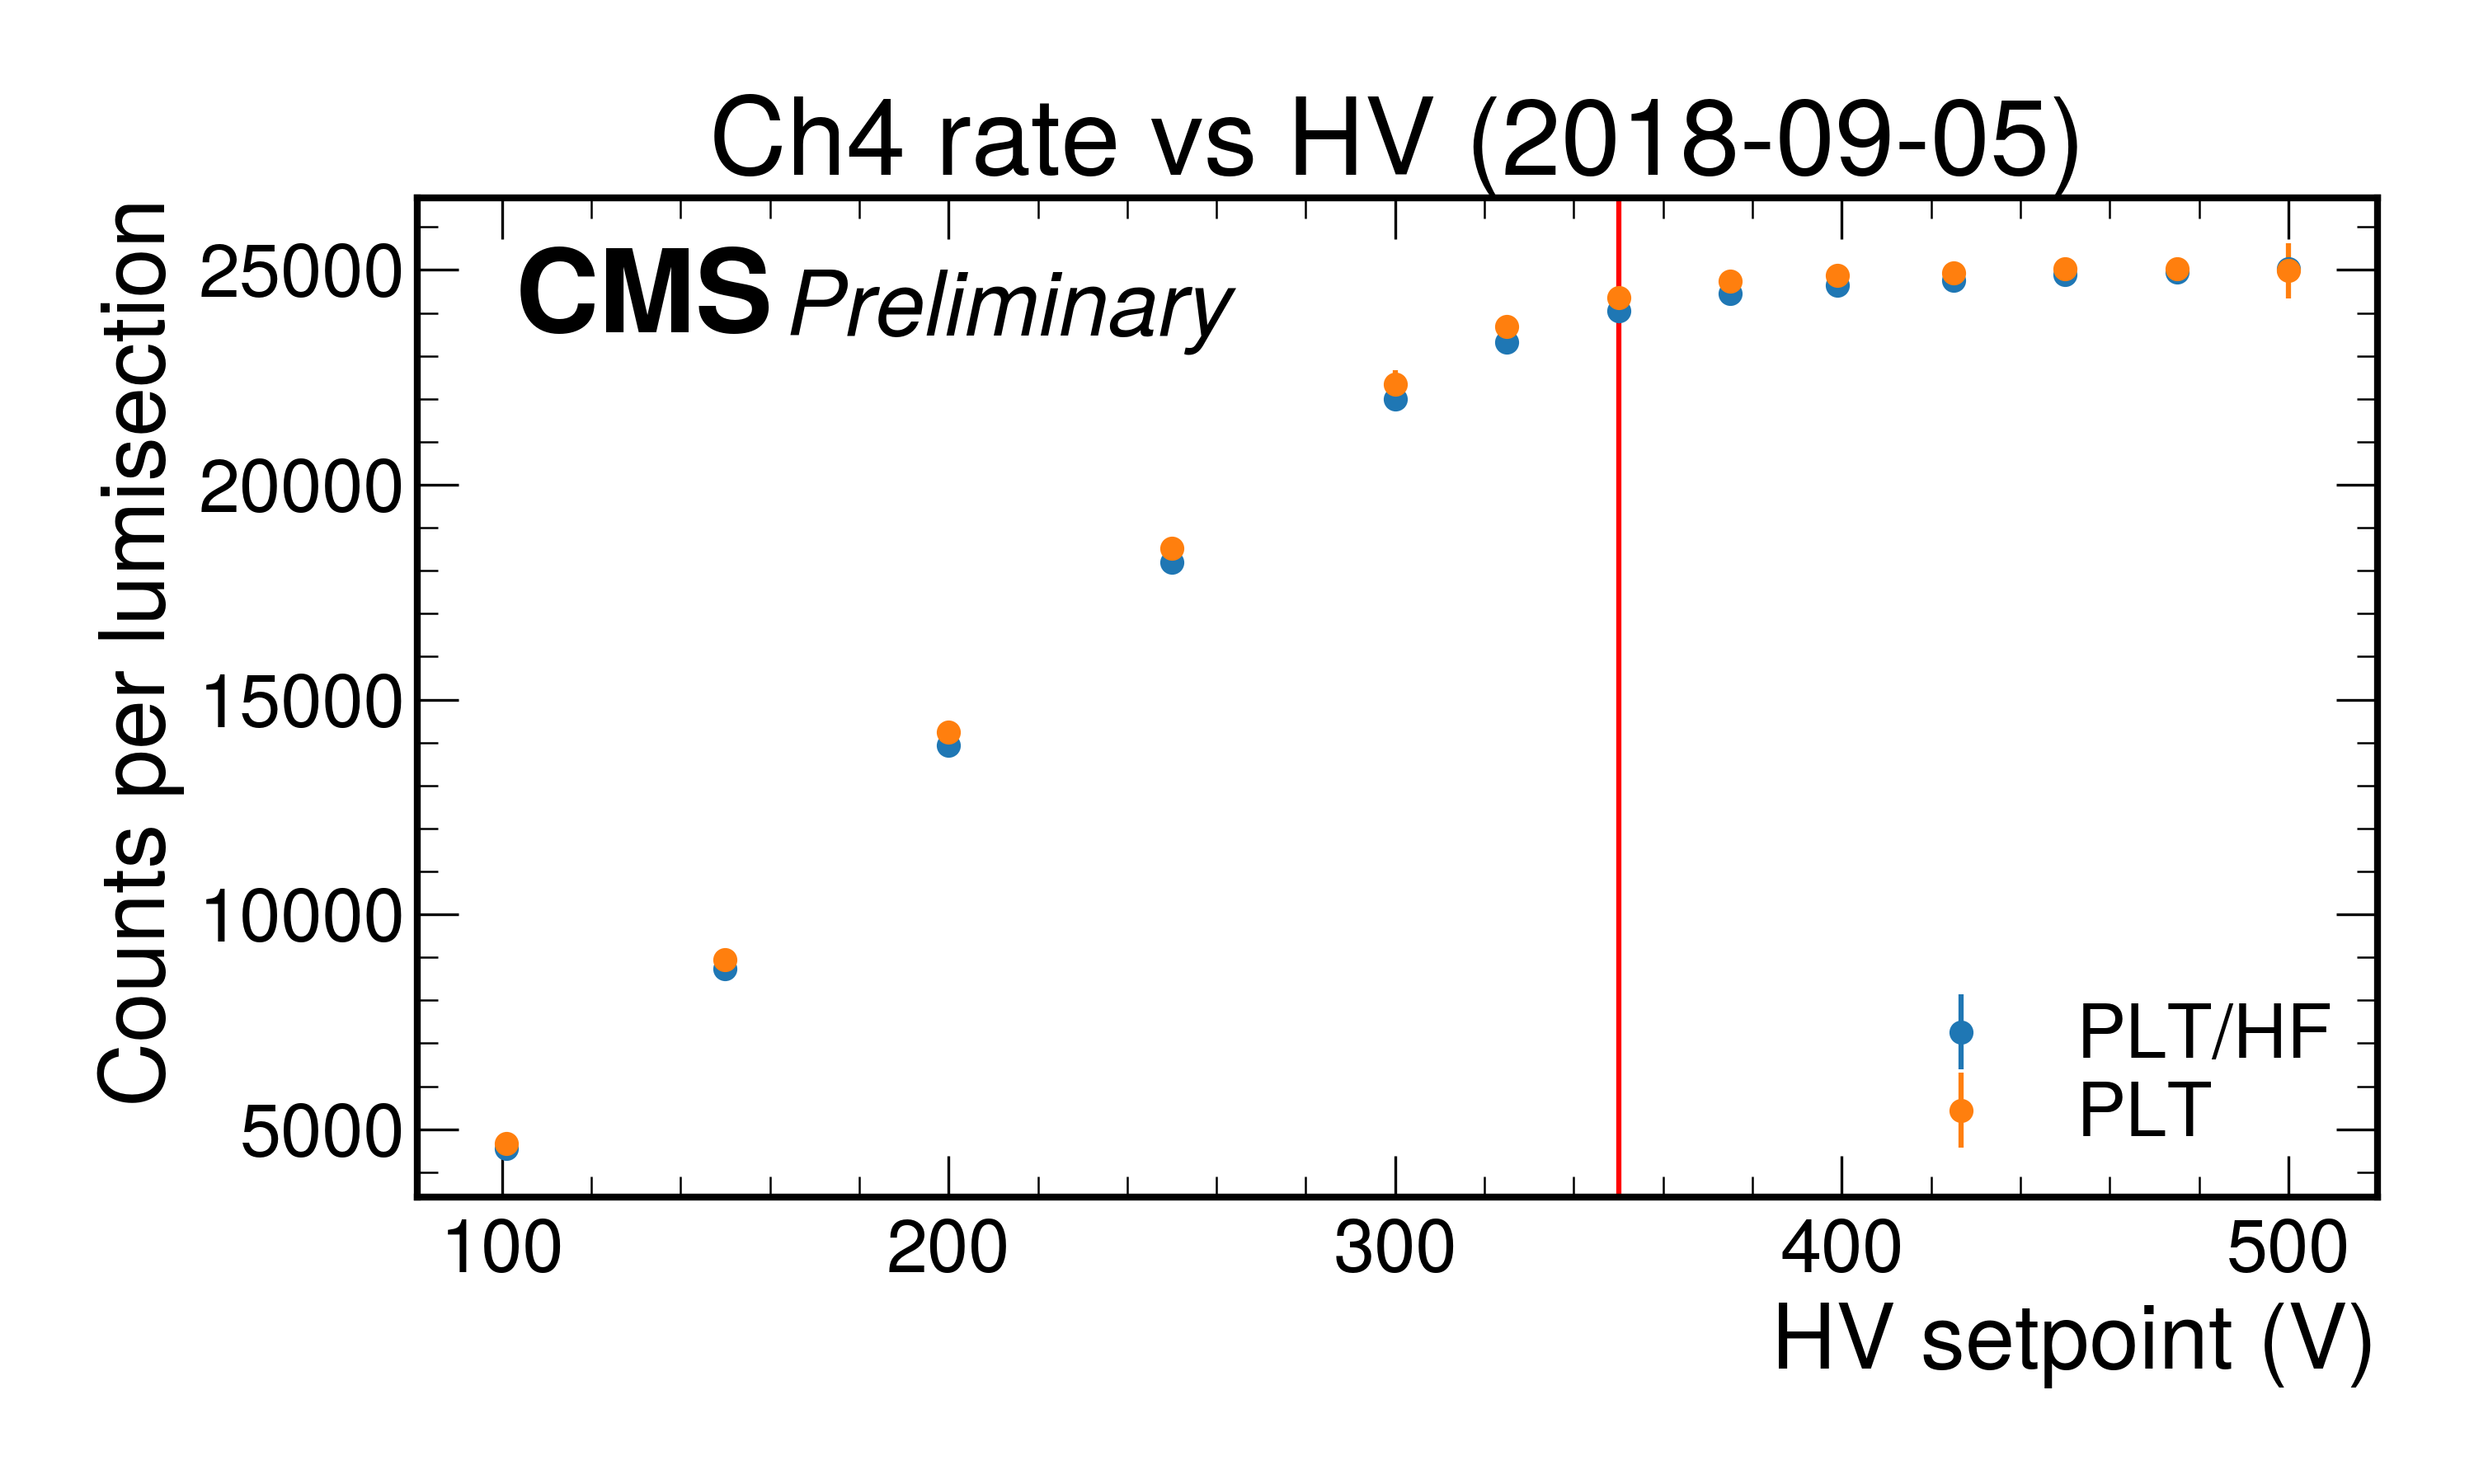 Ch4 rate vs HV (2018-09-05)
CMS Preliminary
Counts per lumisection
25000
20000
15000
10000
5000
PLT/HF
PLT
100 200 300 400 500
HV setpoint (V)